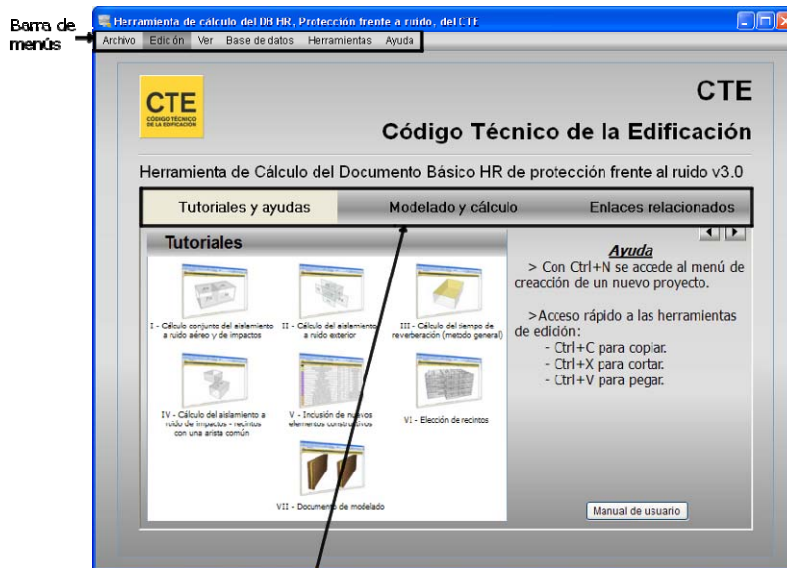 Barra de
menús
Herramienta de cálculo del DB HR, Protección frente a ruido, del CTE
Archivo Edición Ver Base de datos Herramientas Ayuda
CTE
CÓDIGO TÉCNICO
DE LA EDIFICACIÓN
CTE
Código Técnico de la Edificación
Herramienta de Cálculo del Documento Básico HR de protección frente al ruido v3.0
Tutoriales y ayudas Modelado y cálculo Enlaces relacionados
Tutoriales
I - Cálculo conjunto del aislamiento
a ruido aéreo y de impactos
II - Cálculo del aislamiento
a ruido exterior
III - Cálculo del tiempo de
reverberación (metodo general)
IV - Cálculo del aislamiento a
ruido de impactos - recintos
con una arista común
V - Inclusión de nuevos
elementos constructivos
VI - Elección de recintos
VII - Documento de modelado
Ayuda
> Con Ctrl+N se accede al menú de
creacción de un nuevo proyecto.
>Acceso rápido a las herramientas
de edición:
- Ctrl+C para copiar.
- Ctrl+X para cortar.
- Ctrl+V para pegar.
Manual de usuario